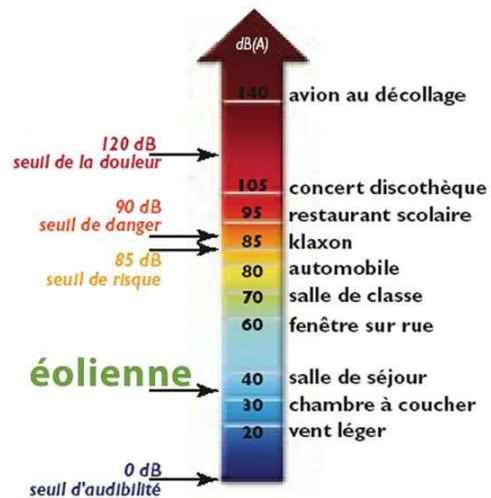 dB(A)
140 avion au décollage
120 dB
seuil de la douleur
105 concert discothèque
95 restaurant scolaire
90 dB
seuil de danger
85 klaxon
85 dB
seuil de risque
80 automobile
70 salle de classe
60 fenêtre sur rue
éolienne
40 salle de séjour
30 chambre à coucher
20 vent léger
0 dB
seuil d'audibilité